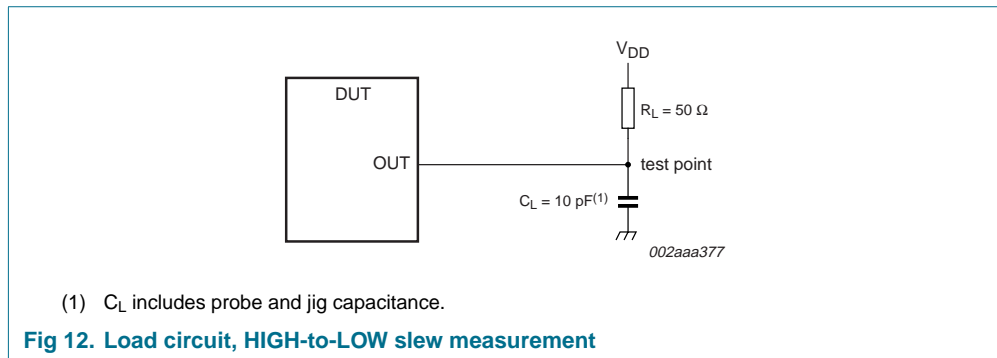 VDD
DUT
RL = 50 Ω
OUT
test point
CL = 10 pF(1)
002aaa377
(1) CL includes probe and jig capacitance.
Fig 12. Load circuit, HIGH-to-LOW slew measurement